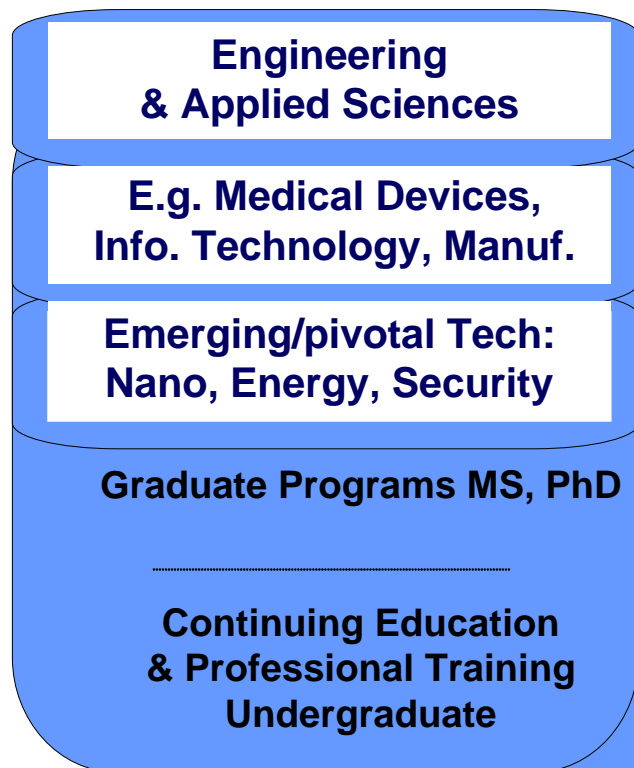 Engineering
& Applied Sciences
E.g. Medical Devices,
Info. Technology, Manuf.
Emerging/pivotal Tech:
Nano, Energy, Security
Graduate Programs MS, PhD
Continuing Education
& Professional Training
Undergraduate